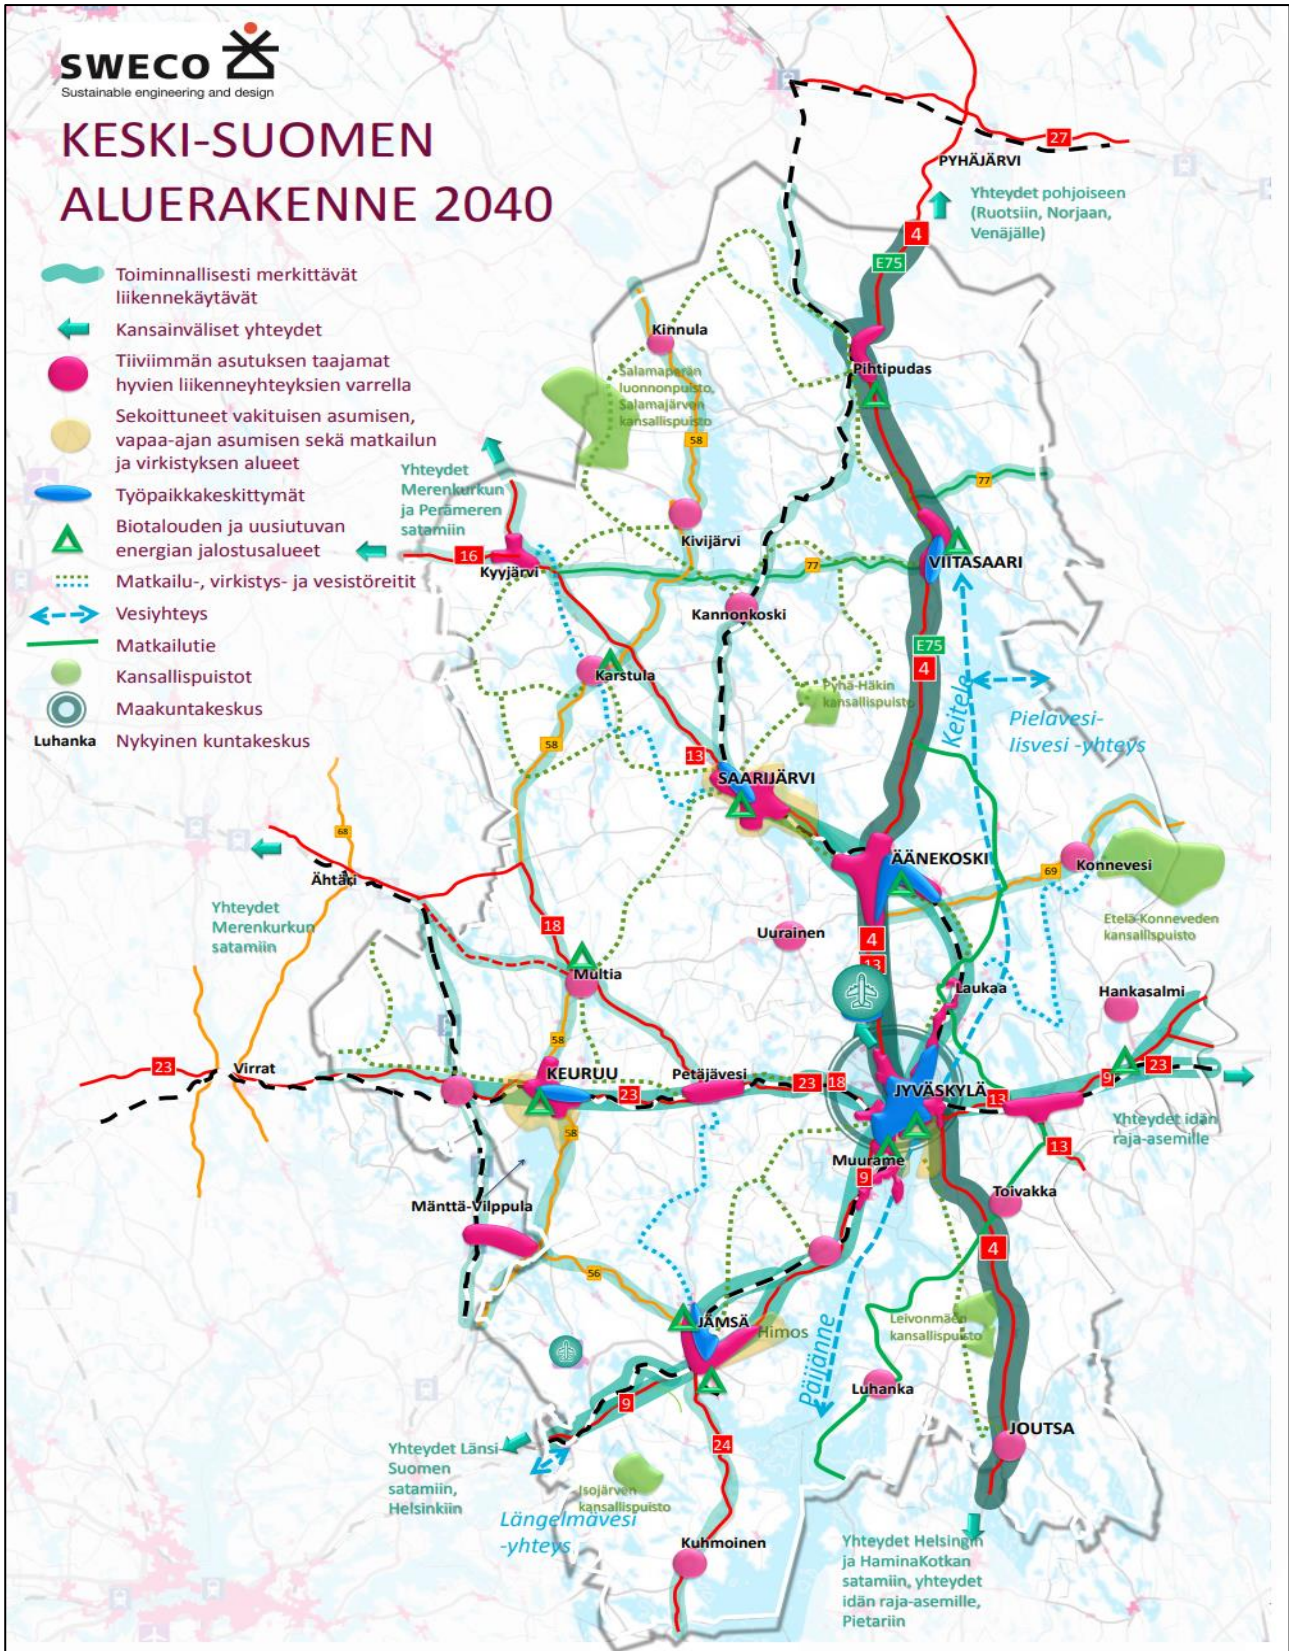 SWECO
Sustainable engineering and design
KESKI-SUOMEN
ALUERAKENNE 2040
Toiminnallisesti merkittävät
liikennekäytävät
Kansainväliset yhteydet
Tiiviimmän asutuksen taajamat
hyvien liikenneyhteyksien varrella
Sekoittuneet vakituisen asumisen,
vapaa-ajan asumisen sekä matkailun
ja virkistyksen alueet
Työpaikkakeskittymät
Biotalouden ja uusiutuvan
energian jalostusalueet
Matkailu-, virkistys- ja vesistöreitit
Vesiyhteys
Matkailutie
Kansallispuistot
Maakuntakeskus
Luhanka Nykyinen kuntakeskus
27
PYHÄJÄRVI
Yhteydet pohjoiseen
(Ruotsiin, Norjaan,
Venäjälle)
4
E75
Kinnula
Pihtipudas
Salamaperän
luonnonpuisto,
Salamajärven
kansallispuisto
58
Yhteydet
Merenkurkun
ja Perämeren
satamiin
77
Kivijärvi
16
Kyyjärvi
77
VIITASAARI
Kannonkoski
E75
4
Karstula
Pyhä-Häkin
kansallispuisto
Keitele
Pielavesi-
Iisvesi -yhteys
58
13
SAARIJÄRVI
68
Ähtäri
ÄÄNEKOSKI
Konnevesi
69
Yhteydet
Merenkurkun
satamiin
Etelä-Konneveden
kansallispuisto
18
Uurainen
4
13
Multia
Laukaa
Hankasalmi
58
23
Virrat
KEURUU
Petäjävesi
23
23
18
JYVÄSKYLÄ
13
9
23
Yhteydet idän
raja-asemille
58
13
Muurame
9
Mänttä-Vilppula
Toivakka
4
56
JÄMSÄ
Himos
Leivonmäen
kansallispuisto
Päijänne
Luhanka
9
JOUTSA
24
Yhteydet Länsi-
Suomen
satamiin,
Helsinkiin
Isojärven
kansallispuisto
Längelmävesi
-yhteys
Kuhmoinen
Yhteydet Helsingin
ja HaminaKotkan
satamiin, yhteydet
idän raja-asemille,
Pietariin